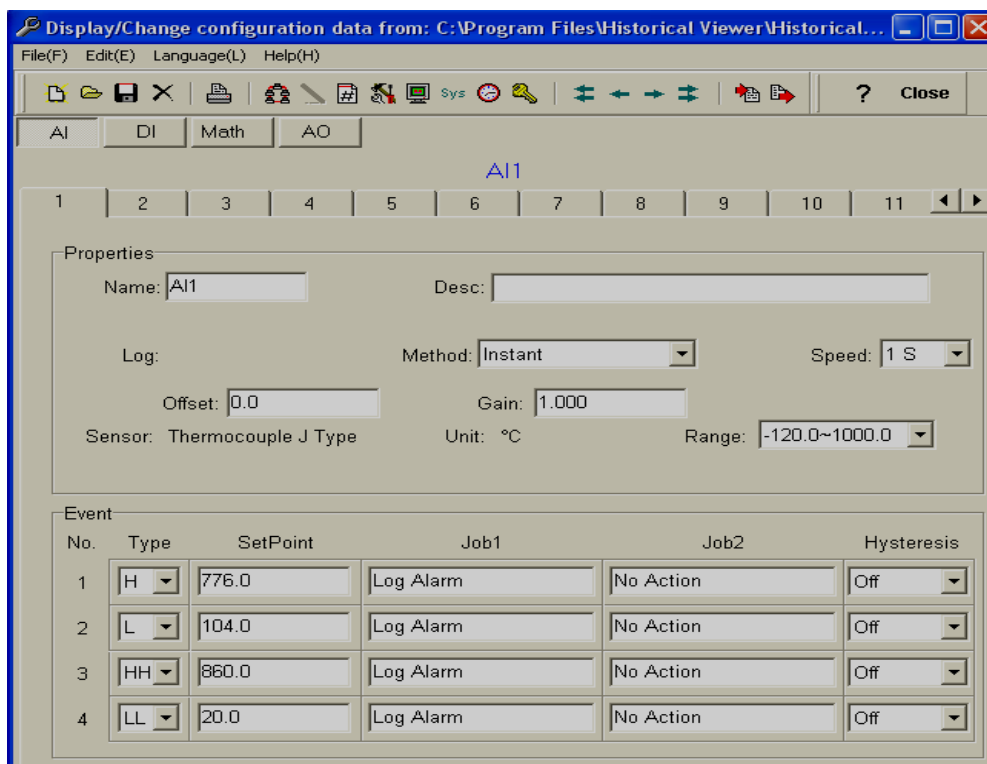 Display/Change configuration data from: C:\Program Files\Historical Viewer\Historical...
File(F) Edit(E) Language(L) Help(H)
Sys ? Close
AI DI Math AO
AI1
1 2 3 4 5 6 7 8 9 10 11
Properties
Name: AI1 Desc:
Log: Method: Instant Speed: 1 S
Offset: 0.0 Gain: 1.000
Sensor: Thermocouple J Type Unit: °C Range: -120.0~1000.0
Event
No. Type SetPoint Job1 Job2 Hysteresis
1 H 776.0 Log Alarm No Action Off
2 L 104.0 Log Alarm No Action Off
3 HH 860.0 Log Alarm No Action Off
4 LL 20.0 Log Alarm No Action Off